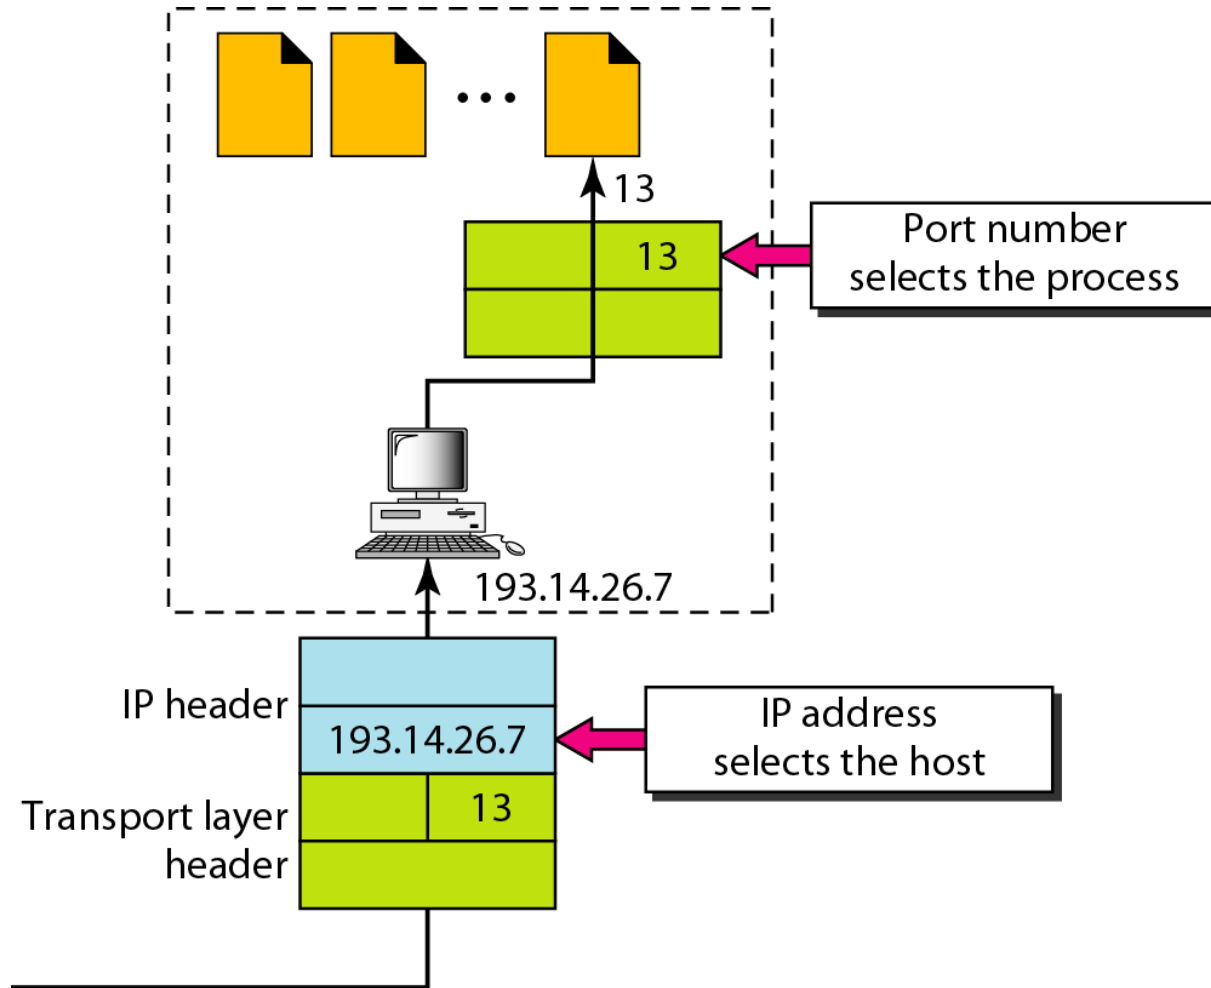 13
13
Port number
selects the process
193.14.26.7
IP header
193.14.26.7
IP address
selects the host
Transport layer
header
13